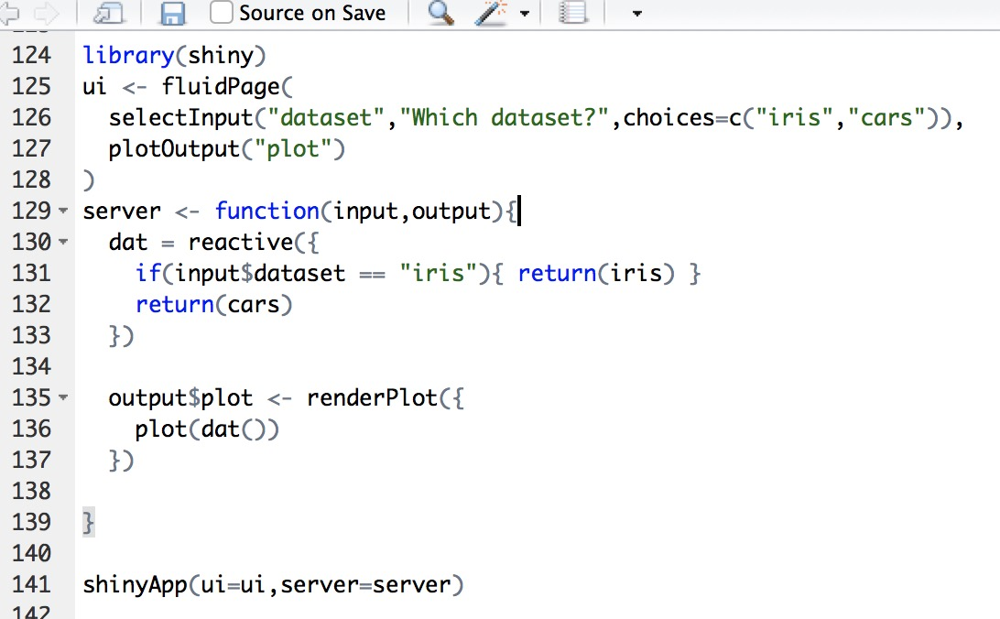 Source on Save
124 library(shiny)
125 ui <- fluidPage(
126   selectInput("dataset","Which dataset?",choices=c("iris","cars")),
127   plotOutput("plot")
128 )
129 server <- function(input,output){
130   dat = reactive({
131     if(input$dataset == "iris"){ return(iris) }
132     return(cars)
133   })
134
135   output$plot <- renderPlot({
136     plot(dat())
137   })
138
139 }
140
141 shinyApp(ui=ui,server=server)
142